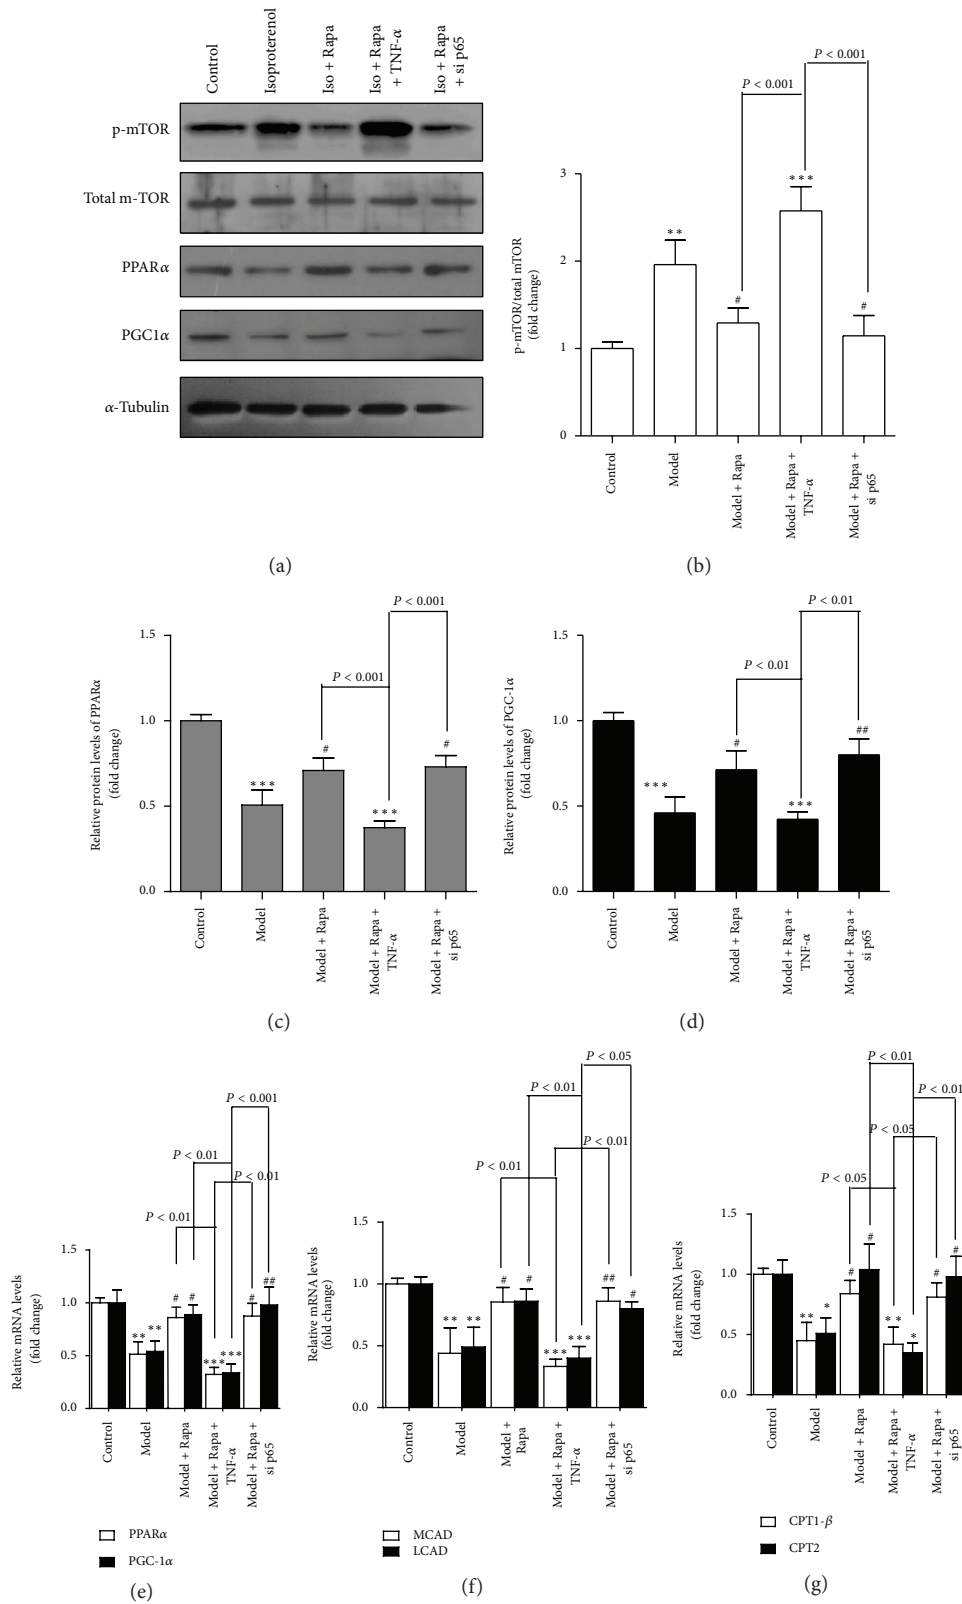 Control
Isoproterenol
Iso + Rapa
Iso + Rapa
+ TNF-α
Iso + Rapa
+ si p65
p-mTOR
Total m-TOR
PPARα
PGC1α
α-Tubulin
(a)
P < 0.001
P < 0.001
3
2
1
0
p-mTOR/total mTOR
(fold change)
**
#
***
#
Control
Model
Model + Rapa
Model + Rapa +
TNF-α
Model + Rapa +
si p65
(b)
P < 0.001
P < 0.001
1.5
1.0
0.5
0.0
Relative protein levels of PPARα
(fold change)
***
#
***
#
Control
Model
Model + Rapa
Model + Rapa +
TNF-α
Model + Rapa +
si p65
(c)
P < 0.01
P < 0.01
1.5
1.0
0.5
0.0
Relative protein levels of PGC-1α
(fold change)
***
#
***
##
Control
Model
Model + Rapa
Model + Rapa +
TNF-α
Model + Rapa +
si p65
(d)
P < 0.001
P < 0.01
P < 0.01
P < 0.01
1.5
1.0
0.5
0.0
Relative mRNA levels
(fold change)
**
**
#
#
***
***
#
##
Control
Model
Model + Rapa
Model + Rapa +
TNF-α
Model + Rapa +
si p65
PPARα
PGC-1α
(e)
P < 0.05
P < 0.01
P < 0.01
P < 0.01
1.5
1.0
0.5
0.0
Relative mRNA levels
(fold change)
**
**
#
#
***
***
##
#
Control
Model
Model +
Rapa
Model + Rapa +
TNF-α
Model + Rapa +
si p65
MCAD
LCAD
(f)
P < 0.01
P < 0.01
P < 0.05
P < 0.05
1.5
1.0
0.5
0.0
Relative mRNA levels
(fold change)
**
*
#
#
**
*
#
#
Control
Model
Model + Rapa
Model + Rapa +
TNF-α
Model + Rapa +
si p65
CPT1-β
CPT2
(g)